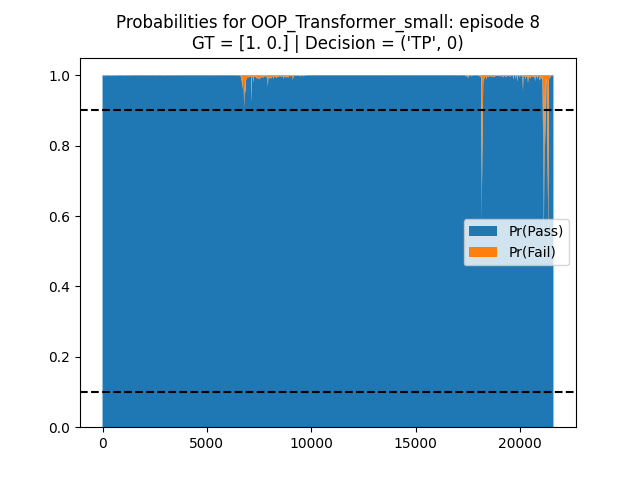 Probabilities for OOP_Transformer_small: episode 8
GT = [1. 0.] | Decision = ('TP', 0)
1.0
0.8
0.6
0.4
0.2
0.0
Pr(Pass)
Pr(Fail)
0
5000
10000
15000
20000